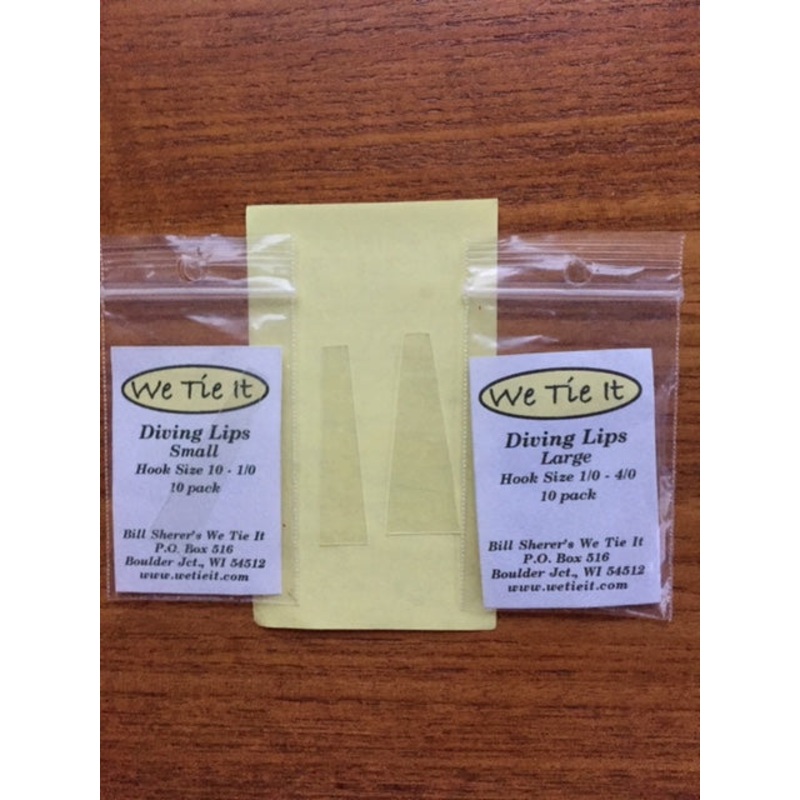 We Tie It
Diving Lips
Small
Hook Size 10 - 1/0
10 pack
Bill Sherer's We Tie It
P.O. Box 516
Boulder Jct., WI 54512
www.wetieit.com
We Tie It
Diving Lips
Large
Hook Size 1/0 - 4/0
10 pack
Bill Sherer's We Tie It
P.O. Box 516
Boulder Jct., WI 54512
www.wetieit.com